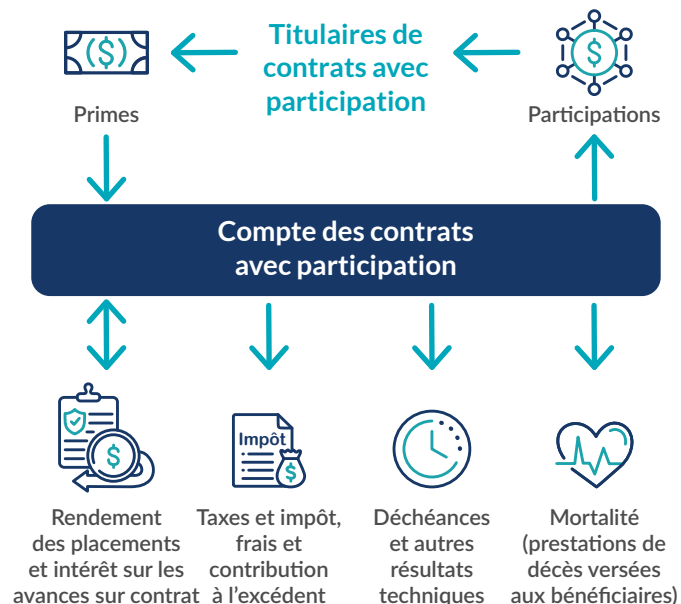 Titulaires de
contrats avec
participation
Primes
Participations
Compte des contrats
avec participation
Impôt
Rendement
des placements
et intérêt sur les
avances sur contrat
Taxes et impôt,
frais et
contribution
à l'excédent
Déchéances
et autres
résultats
techniques
Mortalité
(prestations de
décès versées
aux bénéficiaires)